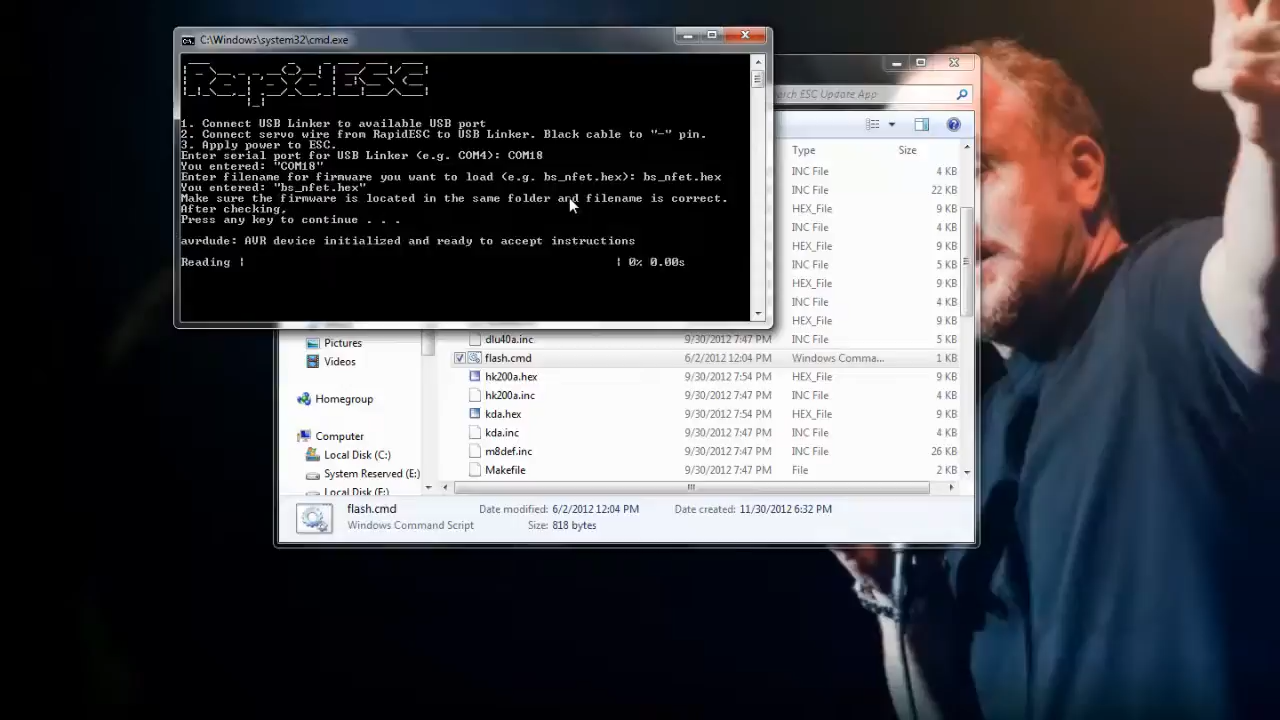 C:\Windows\system32\cmd.exe
RapidESC
1. Connect USB Linker to available USB port
2. Connect servo wire from RapidESC to USB Linker. Black cable to "-" pin.
3. Apply power to ESC.
Enter serial port for USB Linker (e.g. COM4): COM18
You entered: "COM18"
Enter filename for firmware you want to load (e.g. bs_nfet.hex): bs_nfet.hex
You entered: "bs_nfet.hex"
Make sure the firmware is located in the same folder and filename is correct.
After checking,
Press any key to continue . . .
avrdude: AVR device initialized and ready to accept instructions
Reading | | 0% 0.00s
Search ESC Update App
Type Size
INC File 4 KB
INC File 22 KB
HEX_File 9 KB
INC File 4 KB
HEX_File 9 KB
INC File 5 KB
HEX_File 9 KB
INC File 4 KB
HEX_File 9 KB
dlu40a.inc 9/30/2012 7:47 PM INC File 5 KB
flash.cmd 6/2/2012 12:04 PM Windows Comma... 1 KB
hk200a.hex 9/30/2012 7:54 PM HEX_File 9 KB
hk200a.inc 9/30/2012 7:47 PM INC File 4 KB
kda.hex 9/30/2012 7:54 PM HEX_File 9 KB
kda.inc 9/30/2012 7:47 PM INC File 4 KB
m8def.inc 9/30/2012 7:47 PM INC File 26 KB
Makefile 9/30/2012 7:47 PM File 2 KB
Pictures
Videos
Homegroup
Computer
Local Disk (C:)
System Reserved (E:)
Local Disk (F:)
flash.cmd Date modified: 6/2/2012 12:04 PM Date created: 11/30/2012 6:32 PM
Windows Command Script Size: 818 bytes